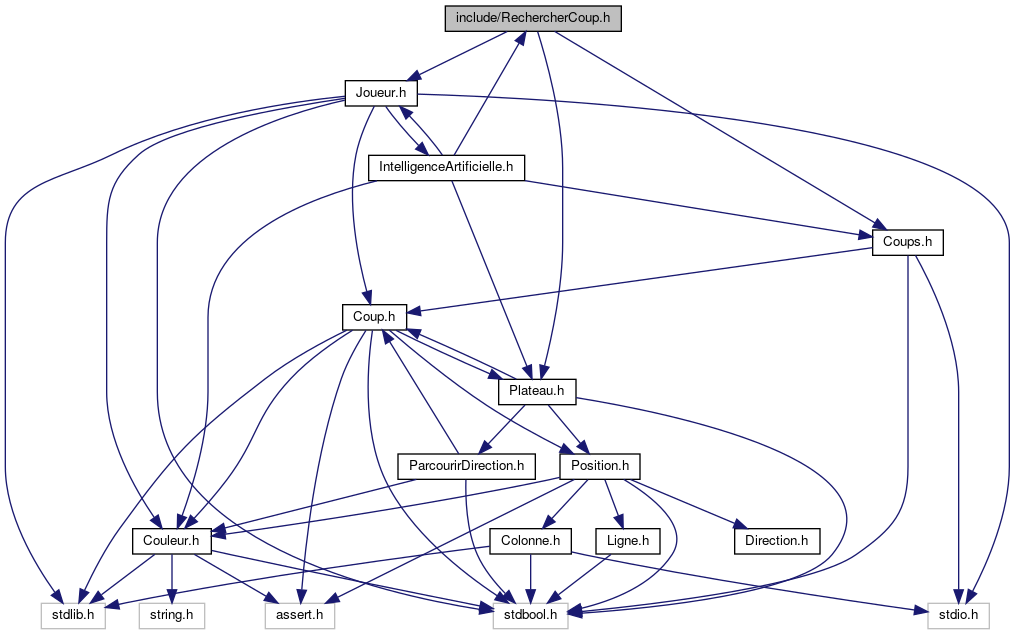 include/RechercherCoup.h
Joueur.h
IntelligenceArtificielle.h
Coups.h
Coup.h
Plateau.h
ParcourirDirection.h
Position.h
Couleur.h
Colonne.h
Ligne.h
Direction.h
stdlib.h
string.h
assert.h
stdbool.h
stdio.h